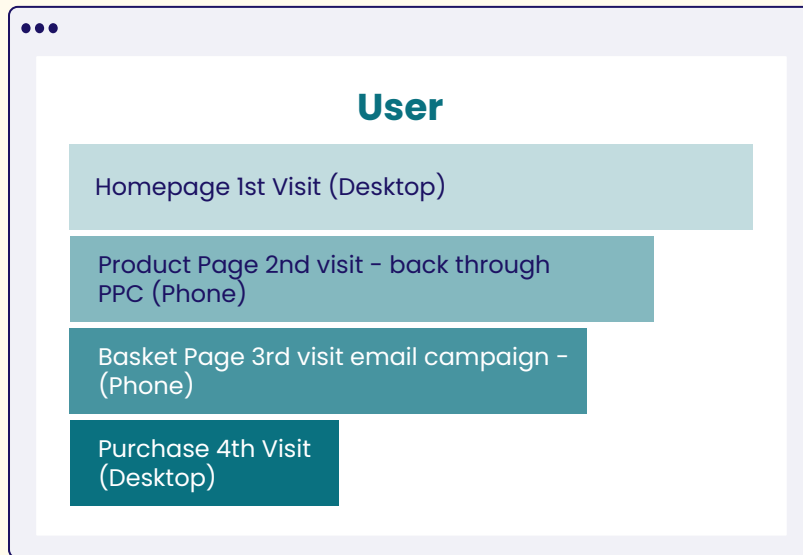 User
Homepage 1st Visit (Desktop)
Product Page 2nd visit - back through
PPC (Phone)
Basket Page 3rd visit email campaign -
(Phone)
Purchase 4th Visit
(Desktop)